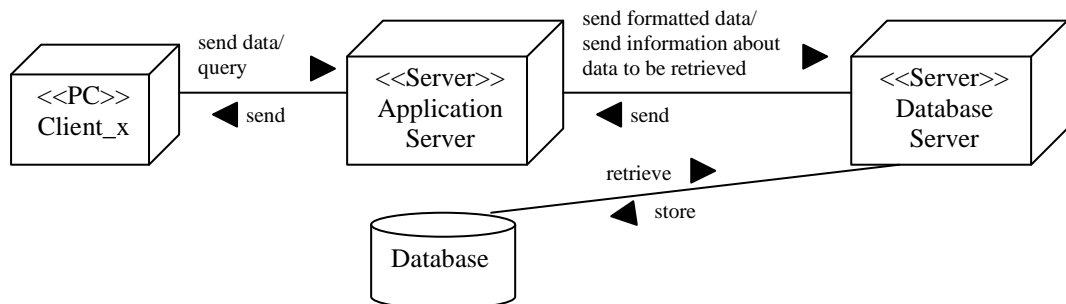 send data/
query
send formatted data/
send information about
data to be retrieved
<<PC>>
Client_x
<<Server>>
Application
Server
<<Server>>
Database
Server
send
send
retrieve
store
Database